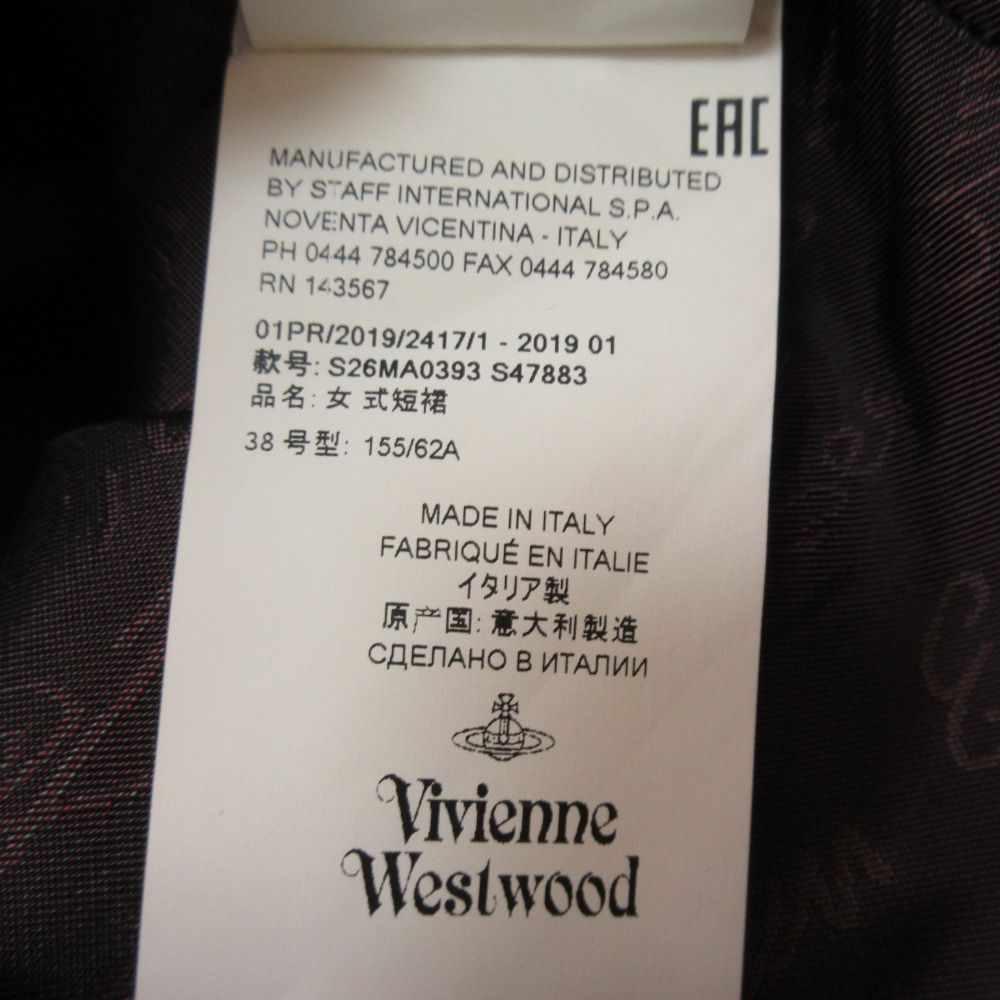 EAC
MANUFACTURED AND DISTRIBUTED
BY STAFF INTERNATIONAL S.P.A.
NOVENTA VICENTINA - ITALY
PH 0444 784500 FAX 0444 784580
RN 143567
01PR/2019/2417/1 - 2019 01
款号: S26MA0393 S47883
品名: 女 式短裙
38 号型: 155/62A
MADE IN ITALY
FABRIQUÉ EN ITALIE
イタリア製
原产国: 意大利製造
СДЕЛАНО В ИТАЛИИ
Vivienne
Westwood